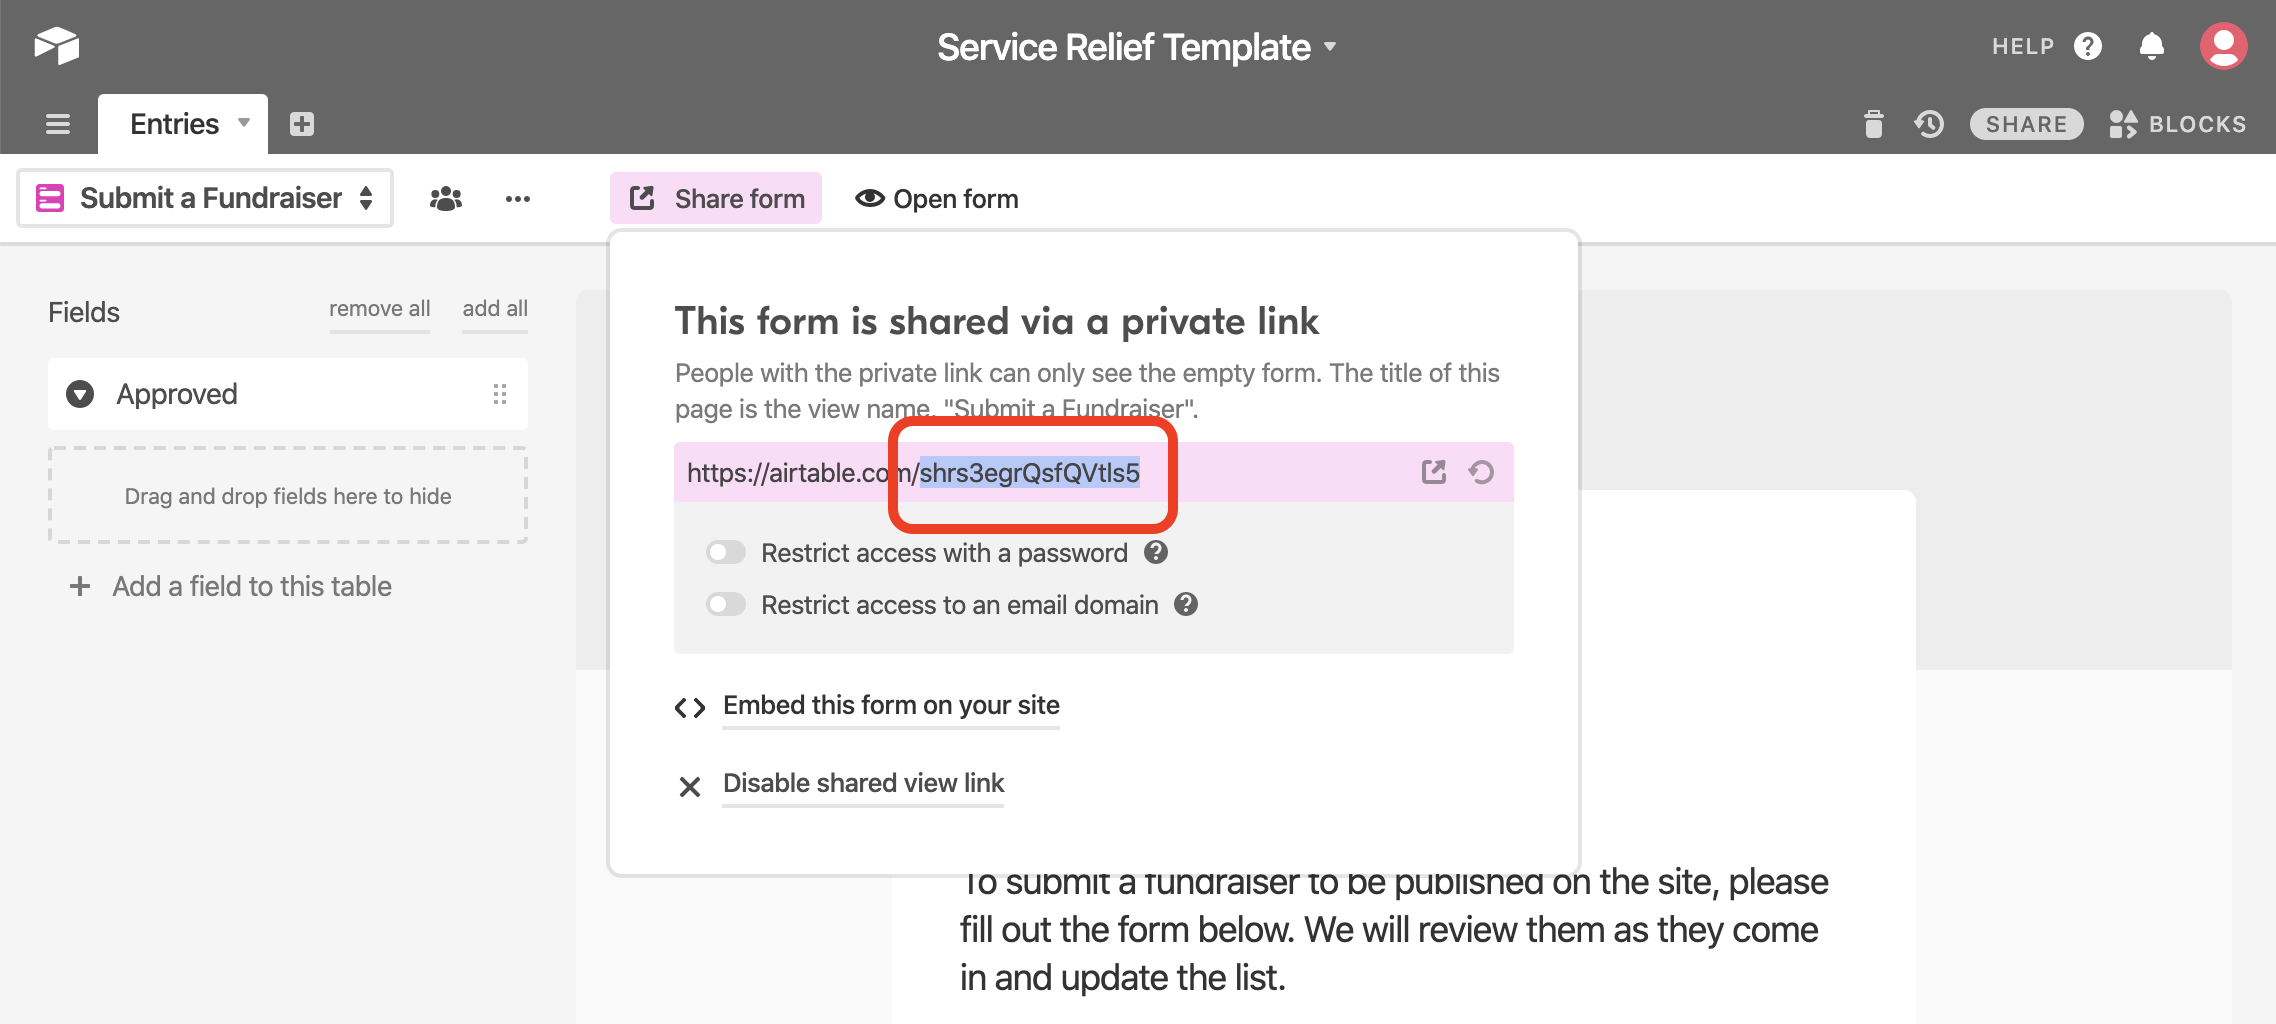 Service Relief Template
HELP
Entries
SHARE
BLOCKS
Submit a Fundraiser
Share form
Open form
Fields
remove all
add all
Approved
Drag and drop fields here to hide
Add a field to this table
This form is shared via a private link
People with the private link can only see the empty form. The title of this
page is the view name, "Submit a Fundraiser".
https://airtable.com/shrs3egrQsfQVtls5
Restrict access with a password
Restrict access to an email domain
Embed this form on your site
Disable shared view link
To submit a fundraiser to be published on the site, please
fill out the form below. We will review them as they come
in and update the list.